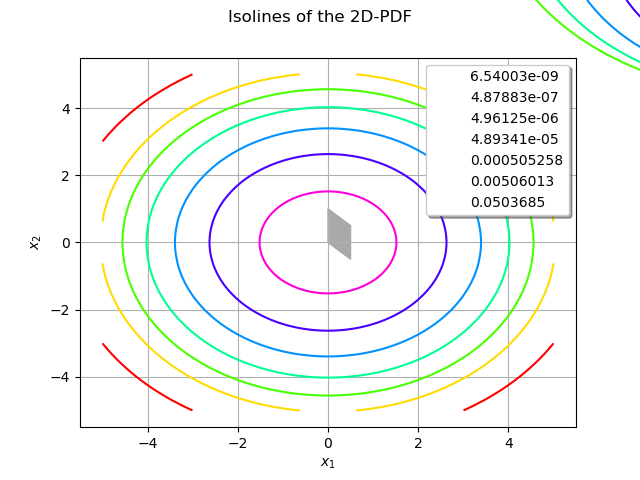 Isolines of the 2D-PDF
6.54003e-09
4.87883e-07
4.96125e-06
4.89341e-05
0.000505258
0.00506013
0.0503685
4
2
0
−2
−4
x₂
−4 −2 0 2 4
x₁